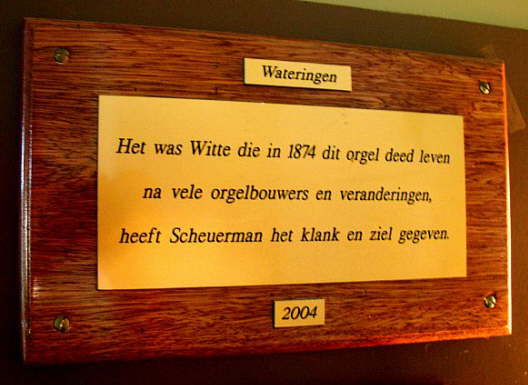 Wateringen
Het was Witte die in 1874 dit orgel deed leven
na vele orgelbouwers en veranderingen,
heeft Scheuerman het klank en ziel gegeven.
2004